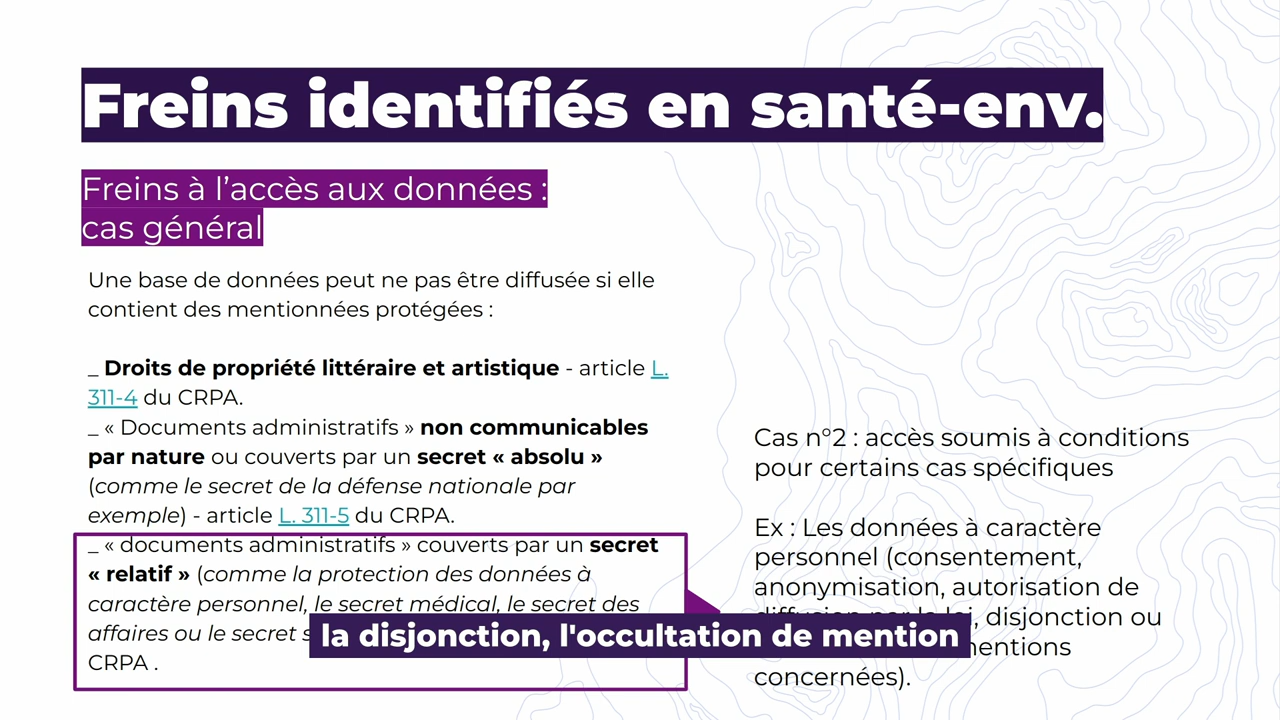 Freins identifiés en santé-env.
Freins à l’accès aux données :
cas général
Une base de données peut ne pas être diffusée si elle
contient des mentionnées protégées :
_ Droits de propriété littéraire et artistique - article L.
311-4 du CRPA.
_ « Documents administratifs » non communicables
par nature ou couverts par un secret « absolu »
(comme le secret de la défense nationale par
exemple) - article L. 311-5 du CRPA.
_ « documents administratifs » couverts par un secret
« relatif » (comme la protection des données à
caractère personnel, le secret médical, le secret des
affaires ou le secret
CRPA .
Cas n°2 : accès soumis à conditions
pour certains cas spécifiques
Ex : Les données à caractère
personnel (consentement,
anonymisation, autorisation de
disjonction ou
mentions
concernées).
la disjonction, l'occultation de mention